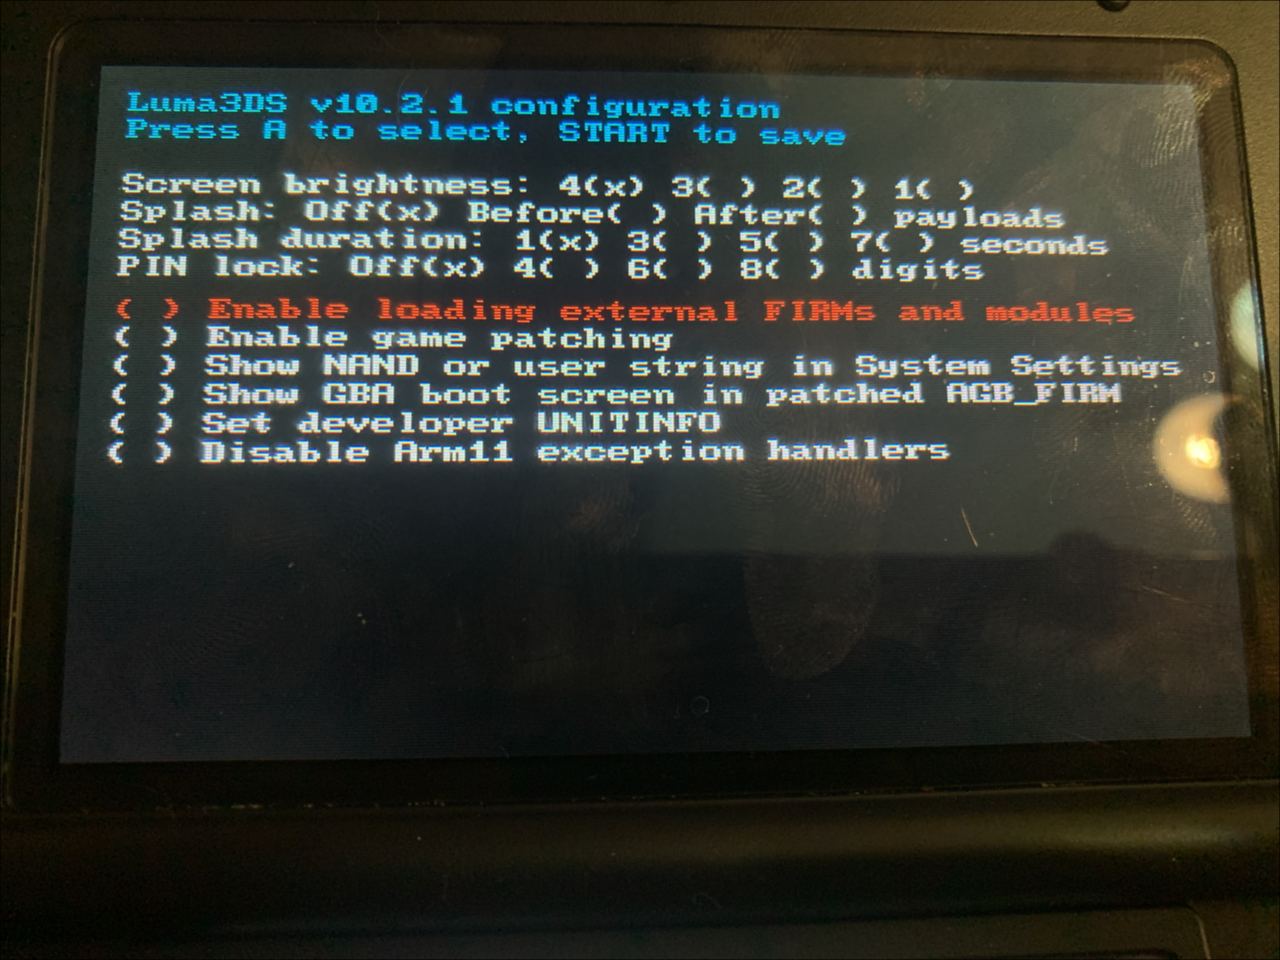 Luma3DS v10.2.1 configuration
Press A to select, START to save
Screen brightness: 4(x) 3( ) 2( ) 1( )
Splash: Off(x) Before( ) After( ) payloads
Splash duration: 1(x) 3( ) 5( ) 7( ) seconds
PIN lock: Off(x) 4( ) 6( ) 8( ) digits
( ) Enable loading external FIRMs and modules
( ) Enable game patching
( ) Show NAND or user string in System Settings
( ) Show GBA boot screen in patched AGB_FIRM
( ) Set developer UNITINFO
( ) Disable Arm11 exception handlers